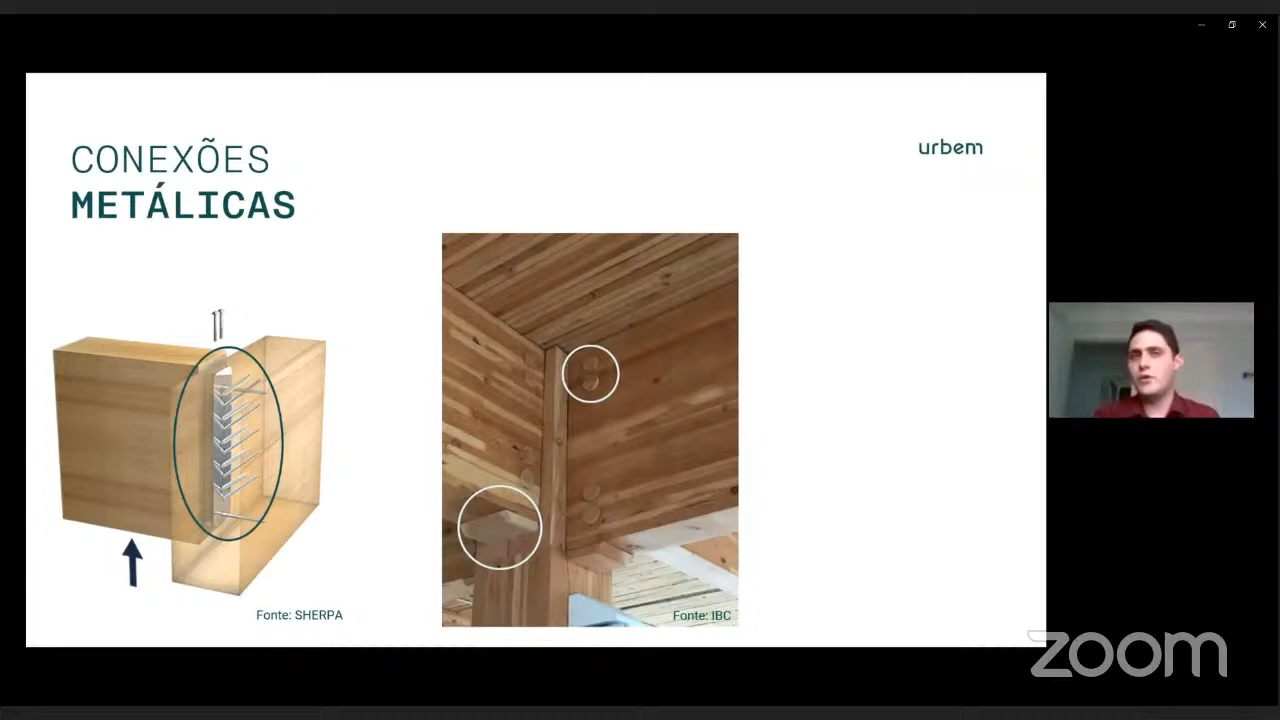 CONEXÕES
METÁLICAS
urbem
Fonte: SHERPA
Fonte: IBC
zoom